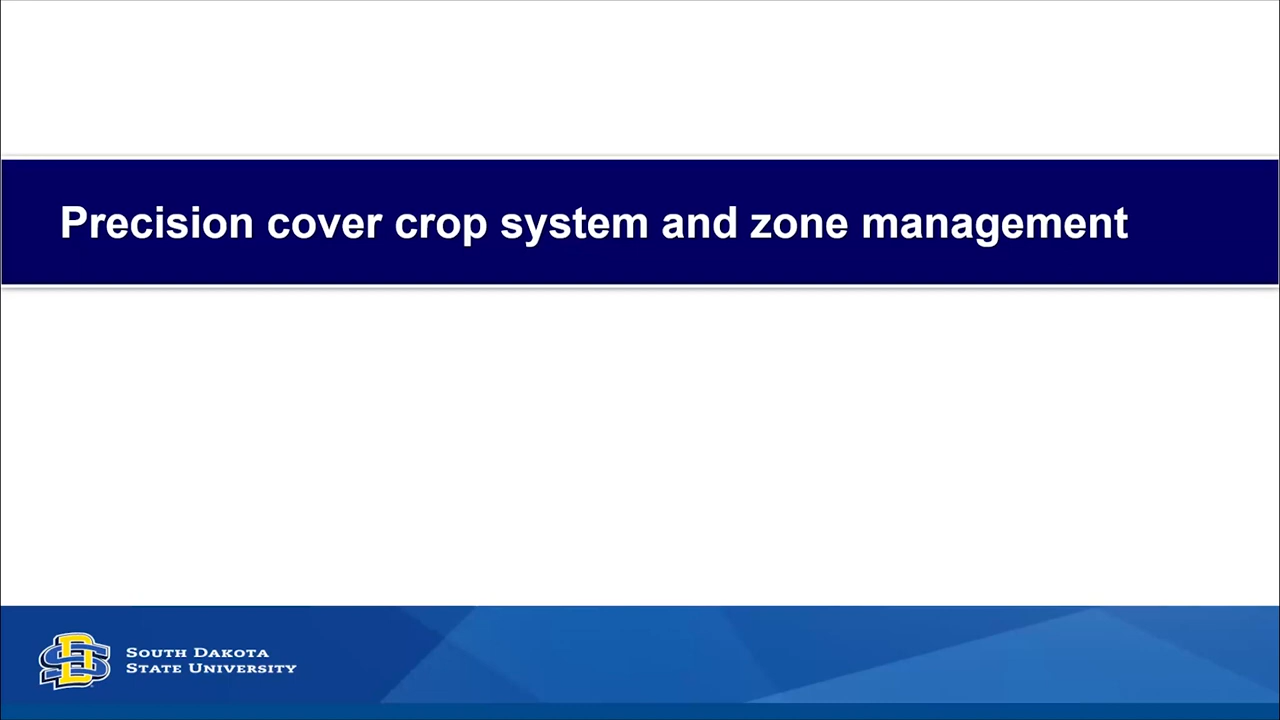 Precision cover crop system and zone management
SOUTH DAKOTA
STATE UNIVERSITY